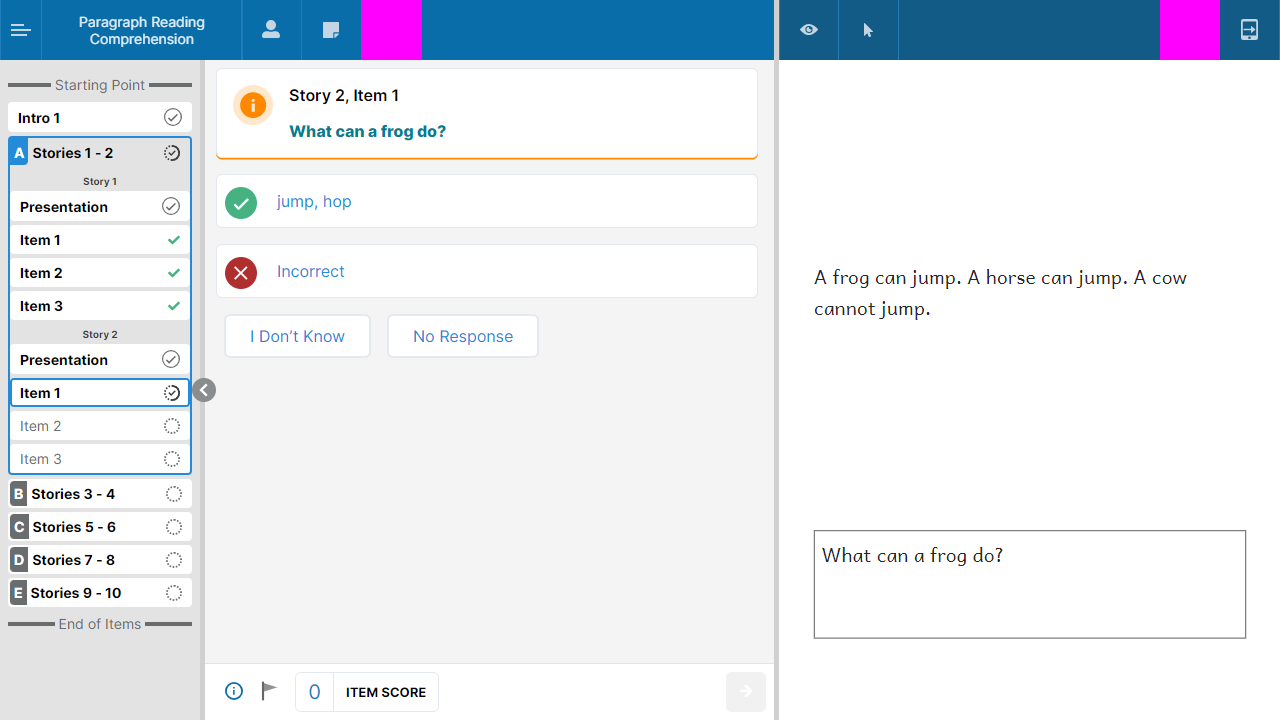 Paragraph Reading
Comprehension
Starting Point
Intro 1
A Stories 1 - 2
Story 1
Presentation
Item 1
Item 2
Item 3
Story 2
Presentation
Item 1
Item 2
Item 3
B Stories 3 - 4
C Stories 5 - 6
D Stories 7 - 8
E Stories 9 - 10
End of Items
Story 2, Item 1
What can a frog do?
jump, hop
Incorrect
I Don’t Know
No Response
0 ITEM SCORE
A frog can jump. A horse can jump. A cow
cannot jump.
What can a frog do?